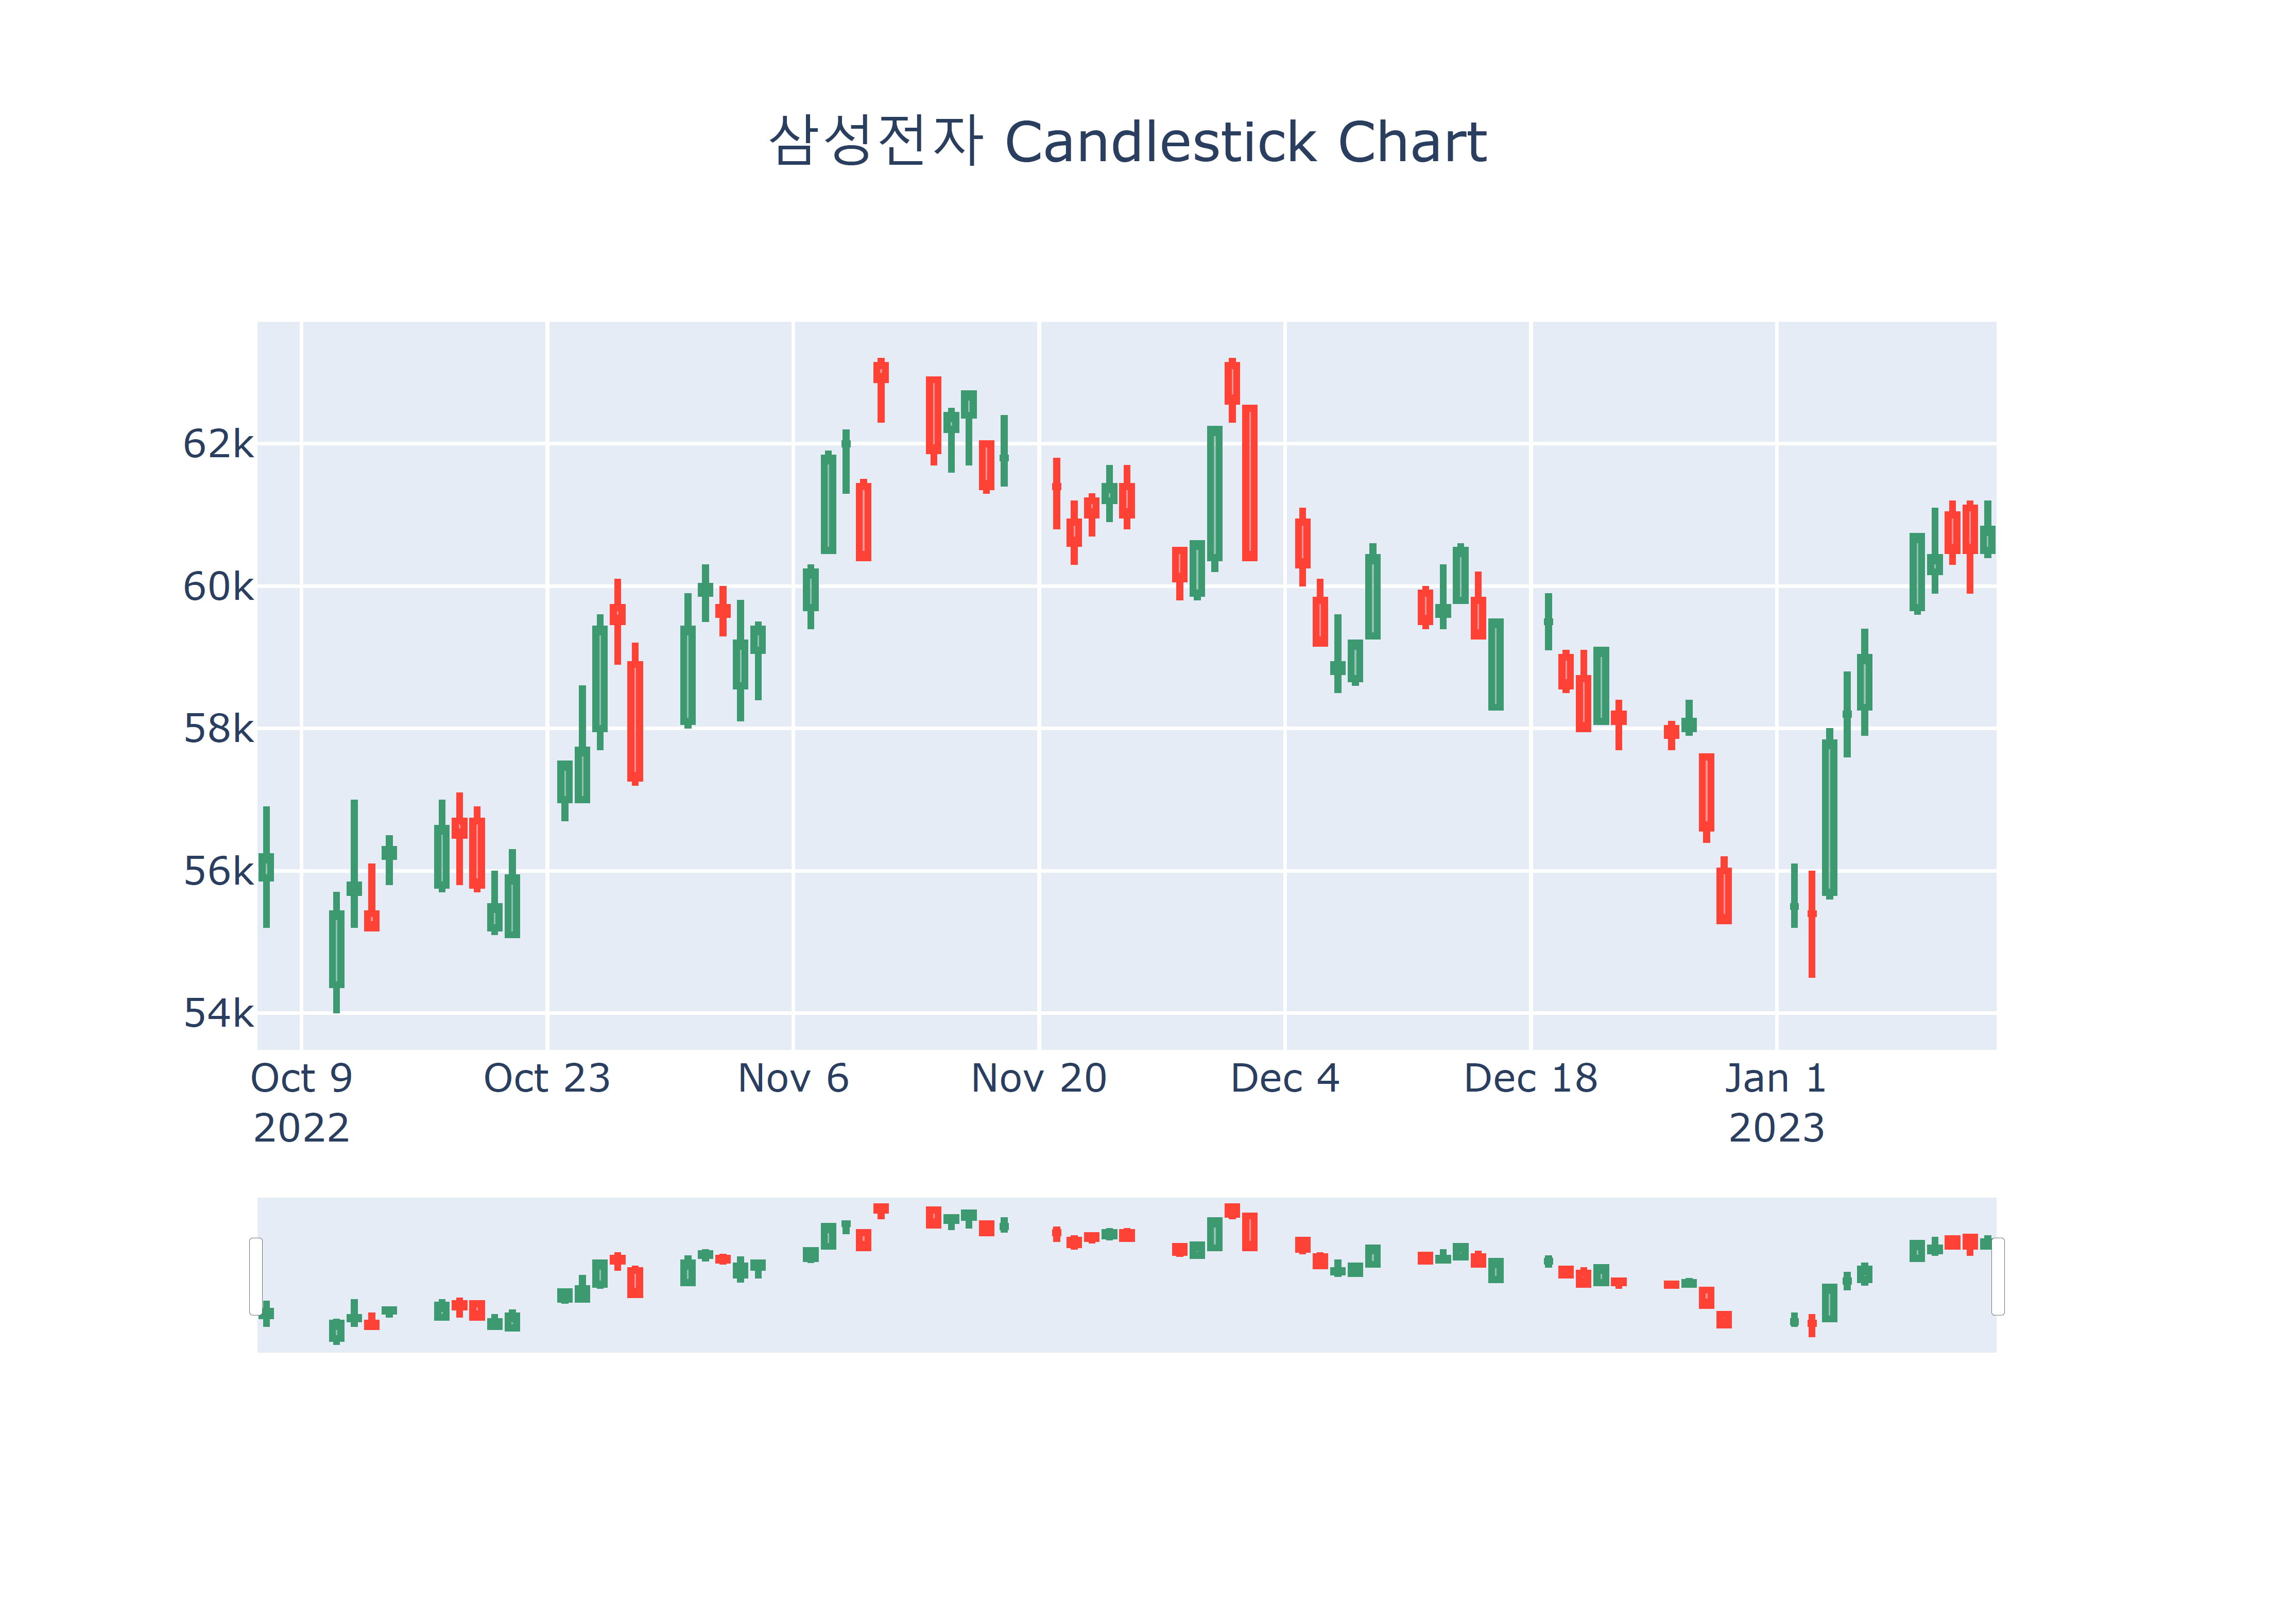 삼성전자 Candlestick Chart
62k
60k
58k
56k
54k
Oct 9 Oct 23 Nov 6 Nov 20 Dec 4 Dec 18 Jan 1
2022 2023